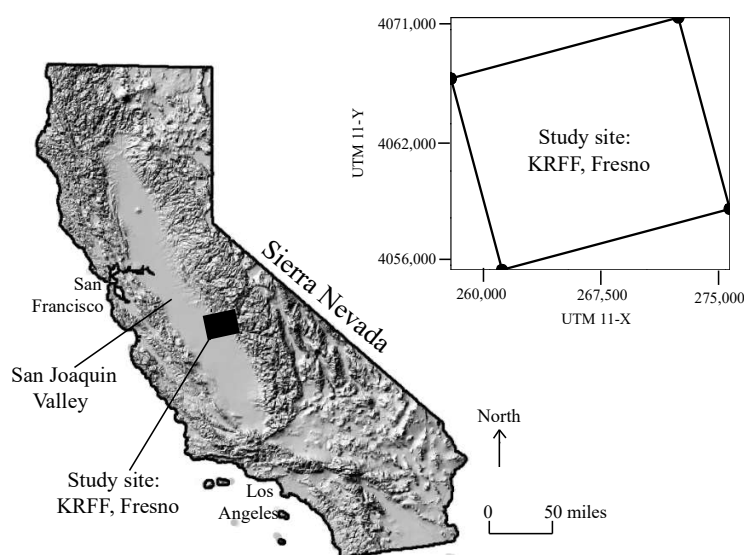 4071,000
4062,000
4056,000
UTM 11-Y
Study site:
KRFF, Fresno
260,000
267,500
275,000
UTM 11-X
Sierra Nevada
San
Francisco
San Joaquin
Valley
Study site:
KRFF, Fresno
Los
Angeles
North
0
50 miles